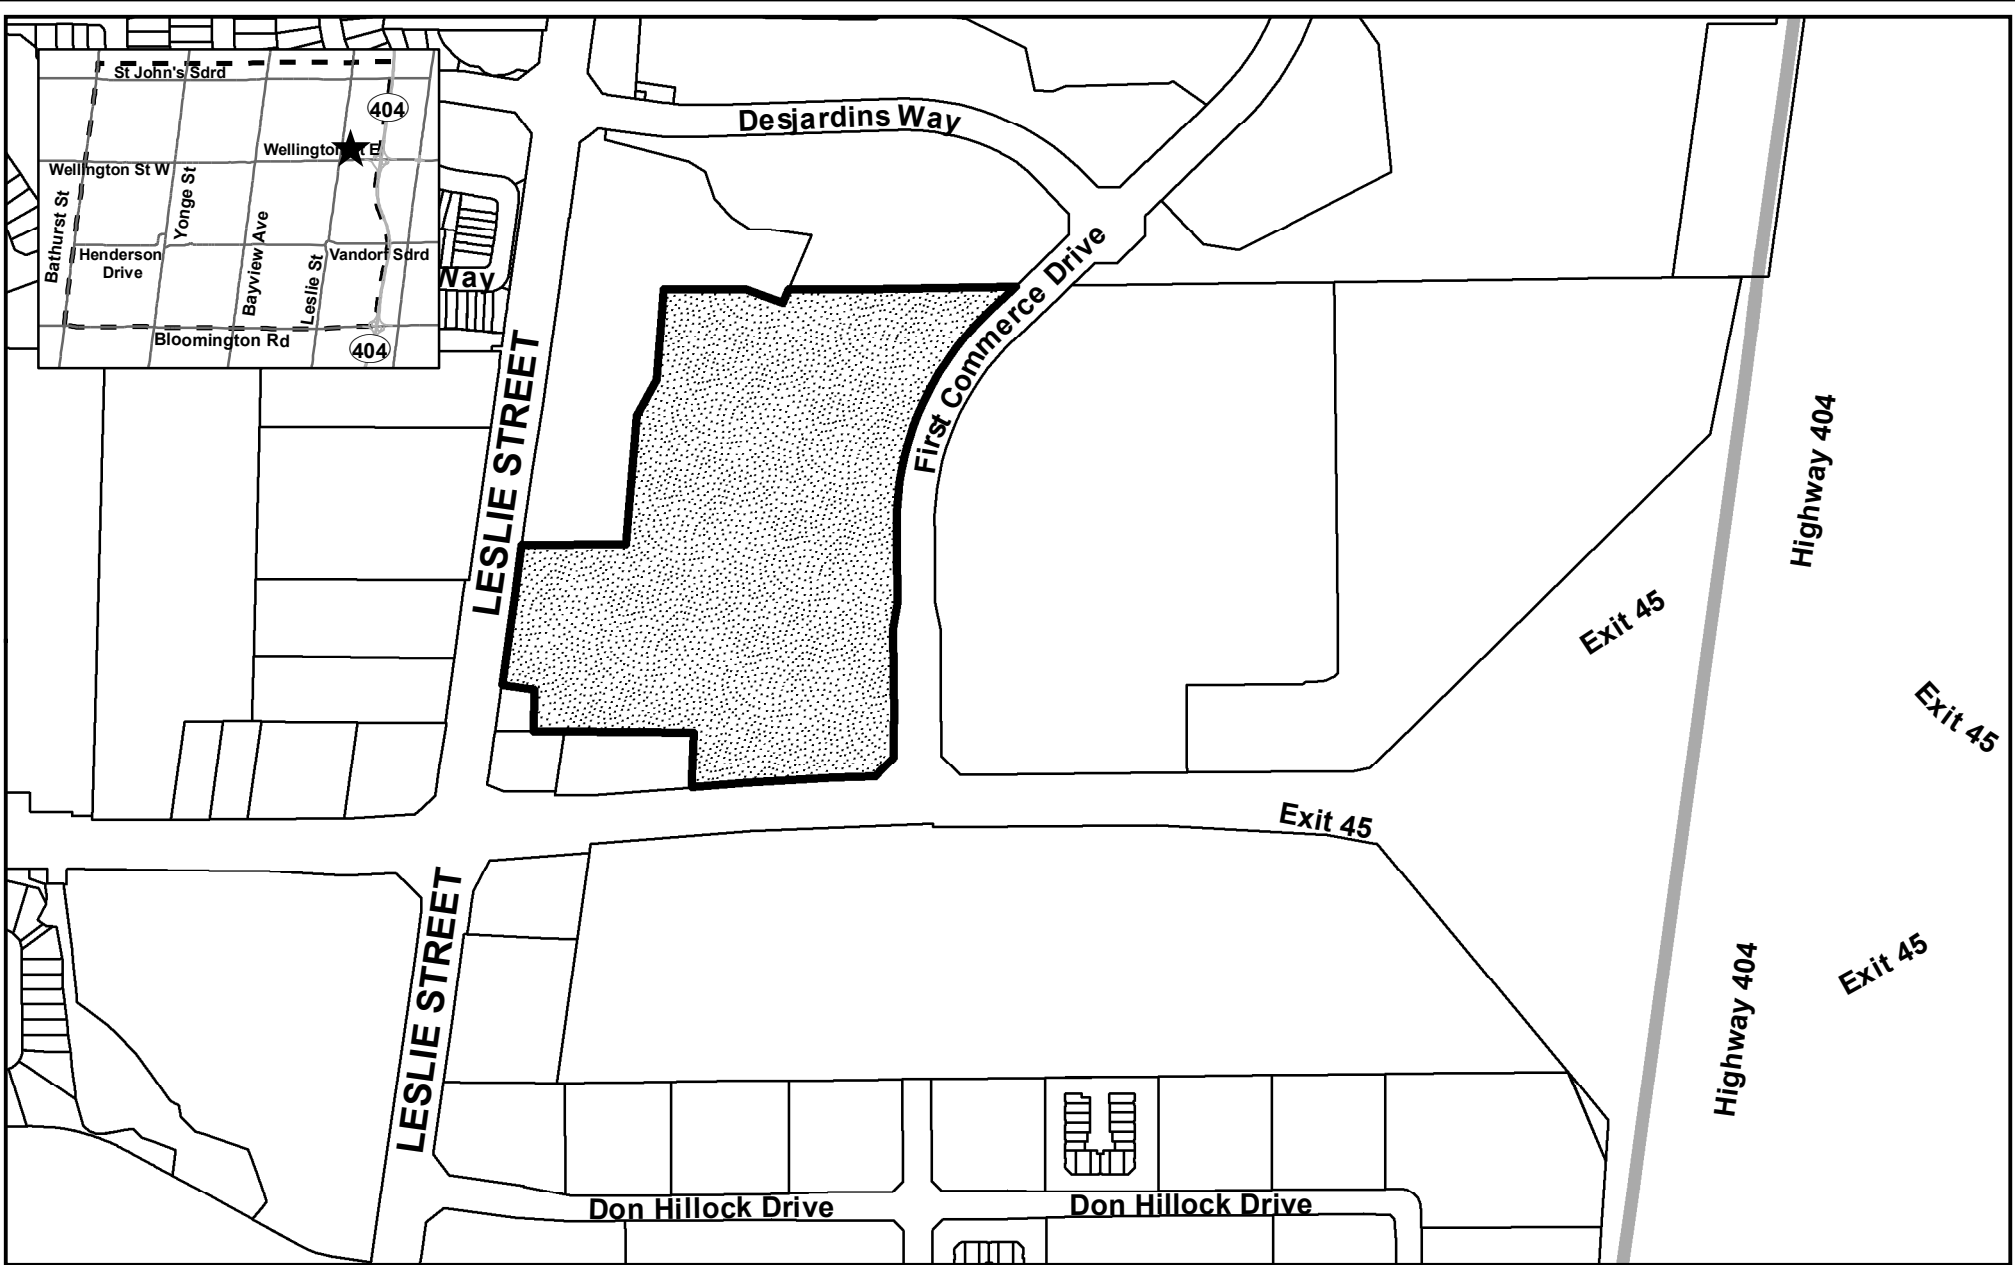 St John's Sdrd
404
Wellington St E
Wellington St W
Bathurst St
Yonge St
Bayview Ave
Leslie St
Henderson
Drive
Vandorf Sdrd
Bloomington Rd
404
Way
Desjardins Way
First Commerce Drive
LESLIE STREET
Highway 404
Exit 45
Exit 45
Exit 45
LESLIE STREET
Exit 45
Highway 404
Don Hillock Drive
Don Hillock Drive